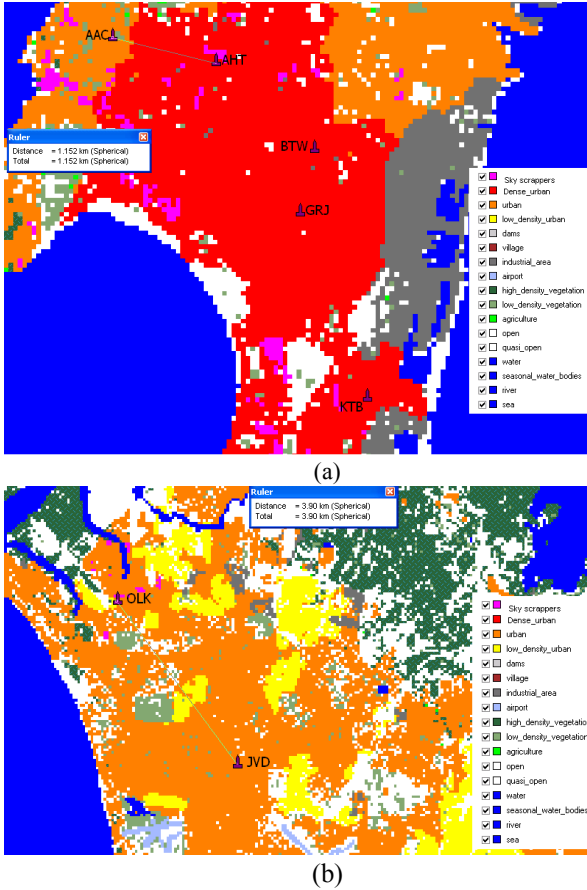 AAC
AHT
Ruler
Distance = 1.152 km (Spherical)
Total = 1.152 km (Spherical)
BTW
GRJ
KTB
Sky scrappers
Dense_urban
urban
low_density_urban
dams
village
industrial_area
airport
high_density_vegetation
low_density_vegetation
agriculture
open
quasi_open
water
seasonal_water_bodies
river
sea
(a)
Ruler
Distance = 3.90 km (Spherical)
Total = 3.90 km (Spherical)
OLK
JVD
Sky scrappers
Dense_urban
urban
low_density_urban
dams
village
industrial_area
airport
high_density_vegetation
low_density_vegetation
agriculture
open
quasi_open
water
seasonal_water_bodies
river
sea
(b)